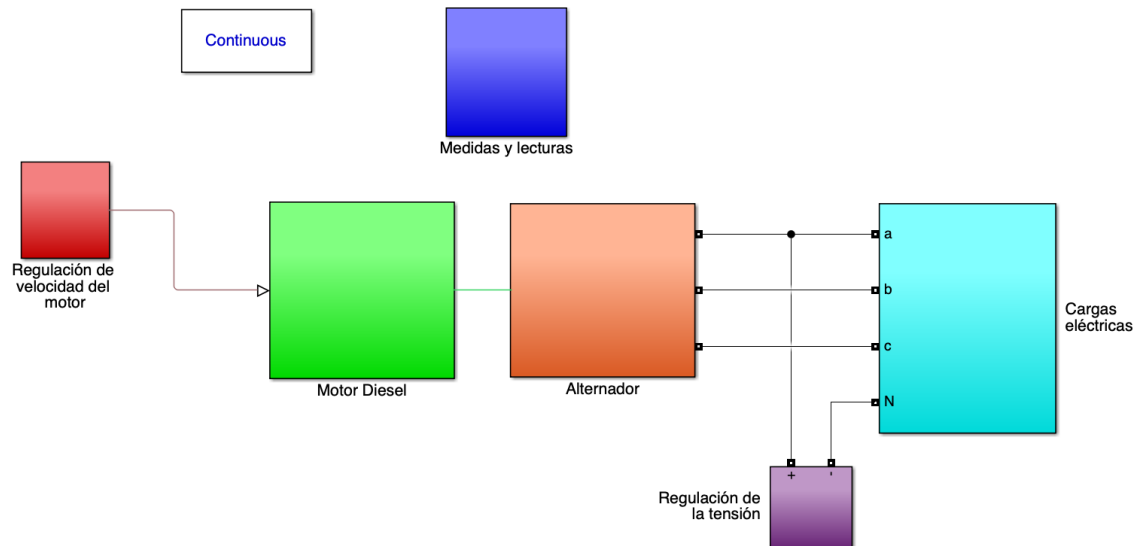 Continuous
Medidas y lecturas
Regulación de
velocidad del
motor
Motor Diesel
Alternador
a
b
c
N
Cargas
eléctricas
+
-
Regulación de
la tensión